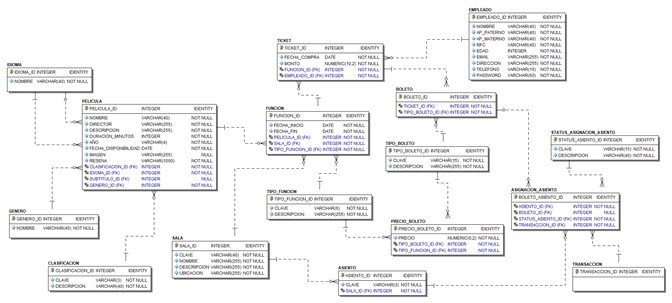 EMPLEADO
EMPLEADO_ID INTEGER IDENTITY
NOMBRE VARCHAR(40) NOT NULL
AP_PATERNO VARCHAR(40) NOT NULL
AP_MATERNO VARCHAR(40) NOT NULL
RFC VARCHAR(40) NOT NULL
EDAD INTEGER NOT NULL
EMAIL VARCHAR(255) NOT NULL
DIRECCION VARCHAR(255) NOT NULL
TELEFONO VARCHAR(10) NOT NULL
PASSWORD VARCHAR(60) NOT NULL
TICKET
TICKET_ID INTEGER IDENTITY
FECHA_COMPRA DATE NOT NULL
MONTO NUMERIC(10,2) NOT NULL
FUNCION_ID (FK) INTEGER NOT NULL
EMPLEADO_ID (FK) INTEGER NOT NULL
IDIOMA
IDIOMA_ID INTEGER IDENTITY
NOMBRE VARCHAR(40) NOT NULL
PELICULA
PELICULA_ID INTEGER IDENTITY
NOMBRE VARCHAR(40) NOT NULL
DIRECTOR VARCHAR(255) NOT NULL
DESCRIPCION VARCHAR(255) NOT NULL
DURACION_MINUTOS INTEGER NOT NULL
AÑO VARCHAR(4) NOT NULL
FECHA_DISPONIBILIDAD DATE NOT NULL
IMAGEN VARCHAR(255) NOT NULL
RESENA VARCHAR(1000) NOT NULL
CLASIFICACION_ID (FK) INTEGER NOT NULL
IDIOMA_ID (FK) INTEGER NOT NULL
SUBTITULO_ID (FK) INTEGER NULL
GENERO_ID (FK) INTEGER NOT NULL
FUNCION
FUNCION_ID INTEGER IDENTITY
FECHA_INICIO DATE NOT NULL
FECHA_FIN DATE NOT NULL
PELICULA_ID (FK) INTEGER NOT NULL
SALA_ID (FK) INTEGER NOT NULL
TIPO_FUNCION_ID (FK) INTEGER NOT NULL
BOLETO
BOLETO_ID INTEGER IDENTITY
TICKET_ID (FK) INTEGER NOT NULL
TIPO_BOLETO_ID (FK) INTEGER NOT NULL
TIPO_BOLETO
TIPO_BOLETO_ID INTEGER IDENTITY
CLAVE VARCHAR(15) NOT NULL
DESCRIPCION VARCHAR(255) NOT NULL
STATUS_ASIGNACION_ASIENTO
STATUS_ASIENTO_ID INTEGER IDENTITY
CLAVE VARCHAR(15) NOT NULL
DESCRIPCION VARCHAR(40) NOT NULL
ASIGNACION_ASIENTO
BOLETO_ASIENTO_ID INTEGER IDENTITY
ASIENTO_ID (FK) INTEGER NOT NULL
BOLETO_ID (FK) INTEGER NOT NULL
STATUS_ASIENTO_ID (FK) INTEGER NOT NULL
TRANSACCION_ID (FK) INTEGER NOT NULL
TIPO_FUNCION
TIPO_FUNCION_ID INTEGER IDENTITY
CLAVE VARCHAR(6) NOT NULL
DESCRIPCION VARCHAR(255) NOT NULL
GENERO
GENERO_ID INTEGER IDENTITY
NOMBRE VARCHAR(40) NOT NULL
PRECIO_BOLETO
PRECIO_BOLETO_ID INTEGER IDENTITY
PRECIO NUMERIC(6,2) NOT NULL
TIPO_BOLETO_ID (FK) INTEGER NOT NULL
TIPO_FUNCION_ID (FK) INTEGER NOT NULL
SALA
SALA_ID INTEGER IDENTITY
CLAVE VARCHAR(40) NOT NULL
NOMBRE VARCHAR(255) NOT NULL
DESCRIPCION VARCHAR(255) NOT NULL
UBICACION VARCHAR(255) NOT NULL
CLASIFICACION
CLASIFICACION_ID INTEGER IDENTITY
CLAVE VARCHAR(3) NOT NULL
DESCRIPCION VARCHAR(40) NOT NULL
ASIENTO
ASIENTO_ID INTEGER IDENTITY
CLAVE VARCHAR(3) NOT NULL
SALA_ID (FK) INTEGER NOT NULL
TRANSACCION
TRANSACCION_ID INTEGER IDENTITY